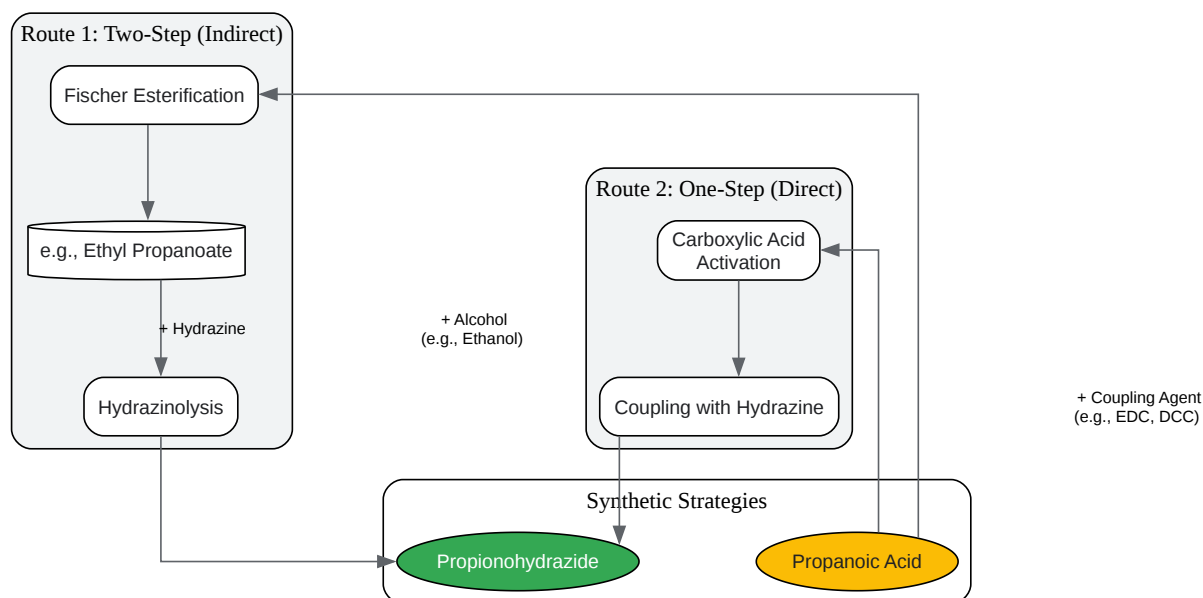 Route 1: Two-Step (Indirect)
Fischer Esterification
e.g., Ethyl Propanoate
+ Hydrazine
Hydrazinolysis
+ Alcohol
(e.g., Ethanol)
Route 2: One-Step (Direct)
Carboxylic Acid
Activation
Coupling with Hydrazine
+ Coupling Agent
(e.g., EDC, DCC)
Synthetic Strategies
Propionohydrazide
Propanoic Acid